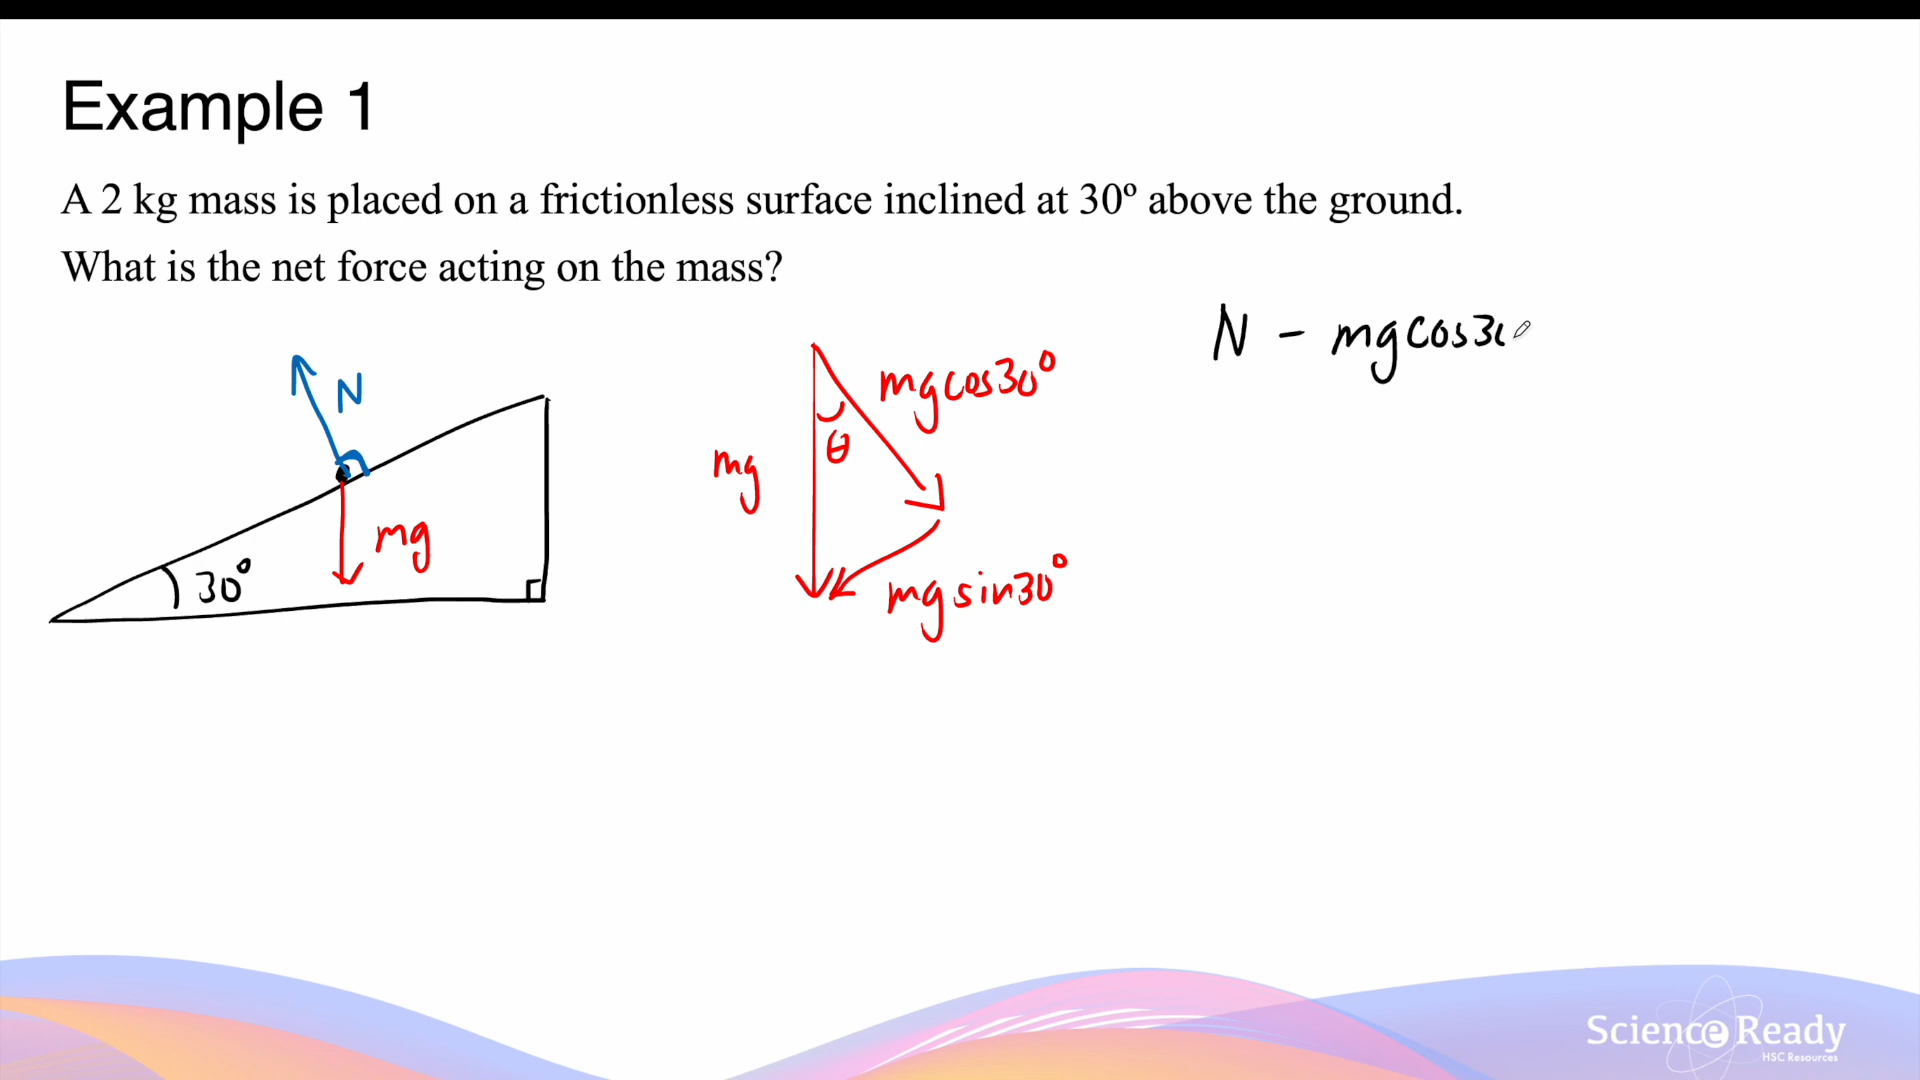 Example 1
A 2 kg mass is placed on a frictionless surface inclined at 30º above the ground.
What is the net force acting on the mass?
N - mgcos30
N
mg
30°
mg
θ
mgcos30°
mgsin30°
Science Ready
HSC Resources